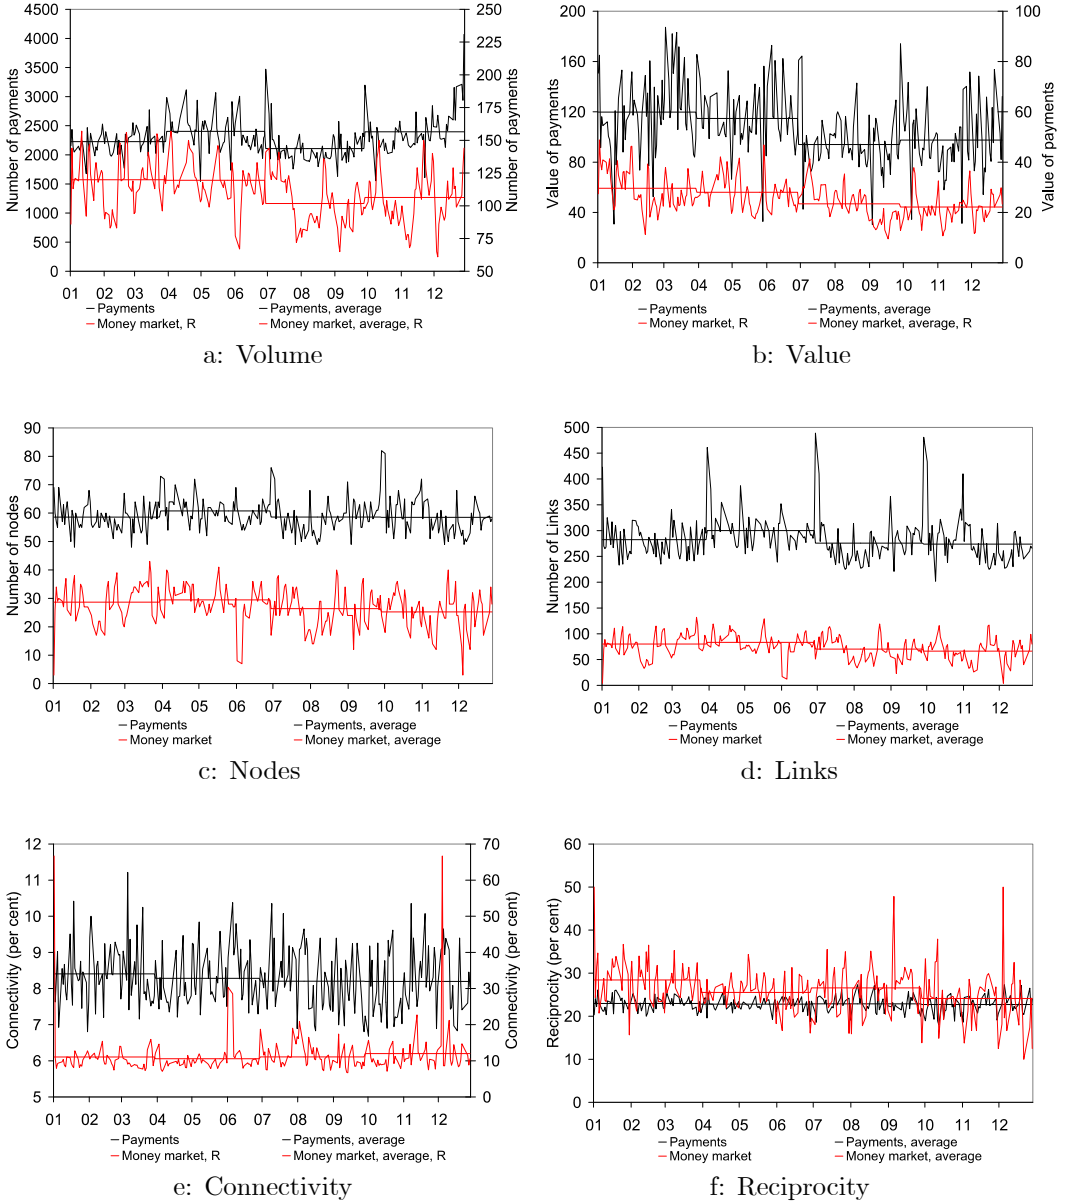 4500 4000 3500 3000 2500 2000 1500 1000 500 0
Number of payments
250 225 200 175 150 125 100 75 50
Number of payments
01 02 03 04 05 06 07 08 09 10 11 12
Payments Payments, average
Money market, R Money market, average, R
a: Volume
200 160 120 80 40 0
Value of payments
100 80 60 40 20 0
Value of payments
01 02 03 04 05 06 07 08 09 10 11 12
Payments Payments, average
Money market, R Money market, average, R
b: Value
90 80 70 60 50 40 30 20 10 0
Number of nodes
01 02 03 04 05 06 07 08 09 10 11 12
Payments Payments, average
Money market Money market, average
c: Nodes
500 450 400 350 300 250 200 150 100 50 0
Number of Links
01 02 03 04 05 06 07 08 09 10 11 12
Payments Payments, average
Money market Money market, average
d: Links
12 11 10 9 8 7 6 5
Connectivity (per cent)
70 60 50 40 30 20 10 0
Connectivity (per cent)
01 02 03 04 05 06 07 08 09 10 11 12
Payments Payments, average
Money market, R Money market, average, R
e: Connectivity
60 50 40 30 20 10 0
Reciprocity (per cent)
01 02 03 04 05 06 07 08 09 10 11 12
Payments Payments, average
Money market Money market, average
f: Reciprocity